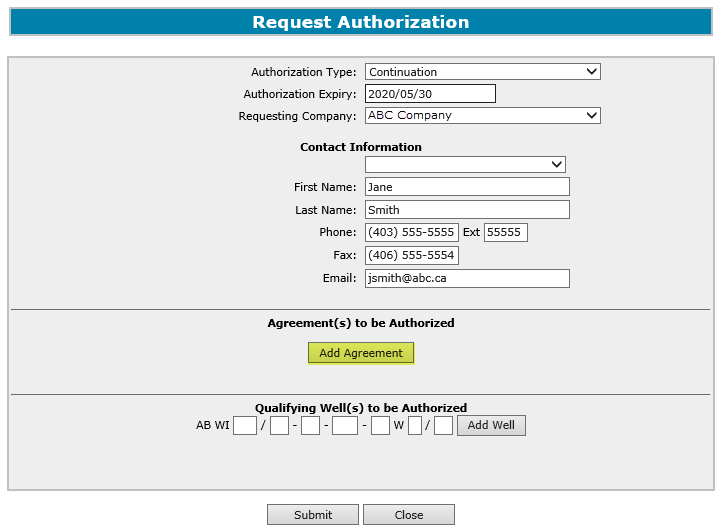 Request Authorization
Authorization Type: Continuation
Authorization Expiry: 2020/05/30
Requesting Company: ABC Company
Contact Information
First Name: Jane
Last Name: Smith
Phone: (403) 555-5555 Ext 55555
Fax: (406) 555-5554
Email: jsmith@abc.ca
Agreement(s) to be Authorized
Add Agreement
Qualifying Well(s) to be Authorized
AB WI / - - - W / Add Well
Submit Close